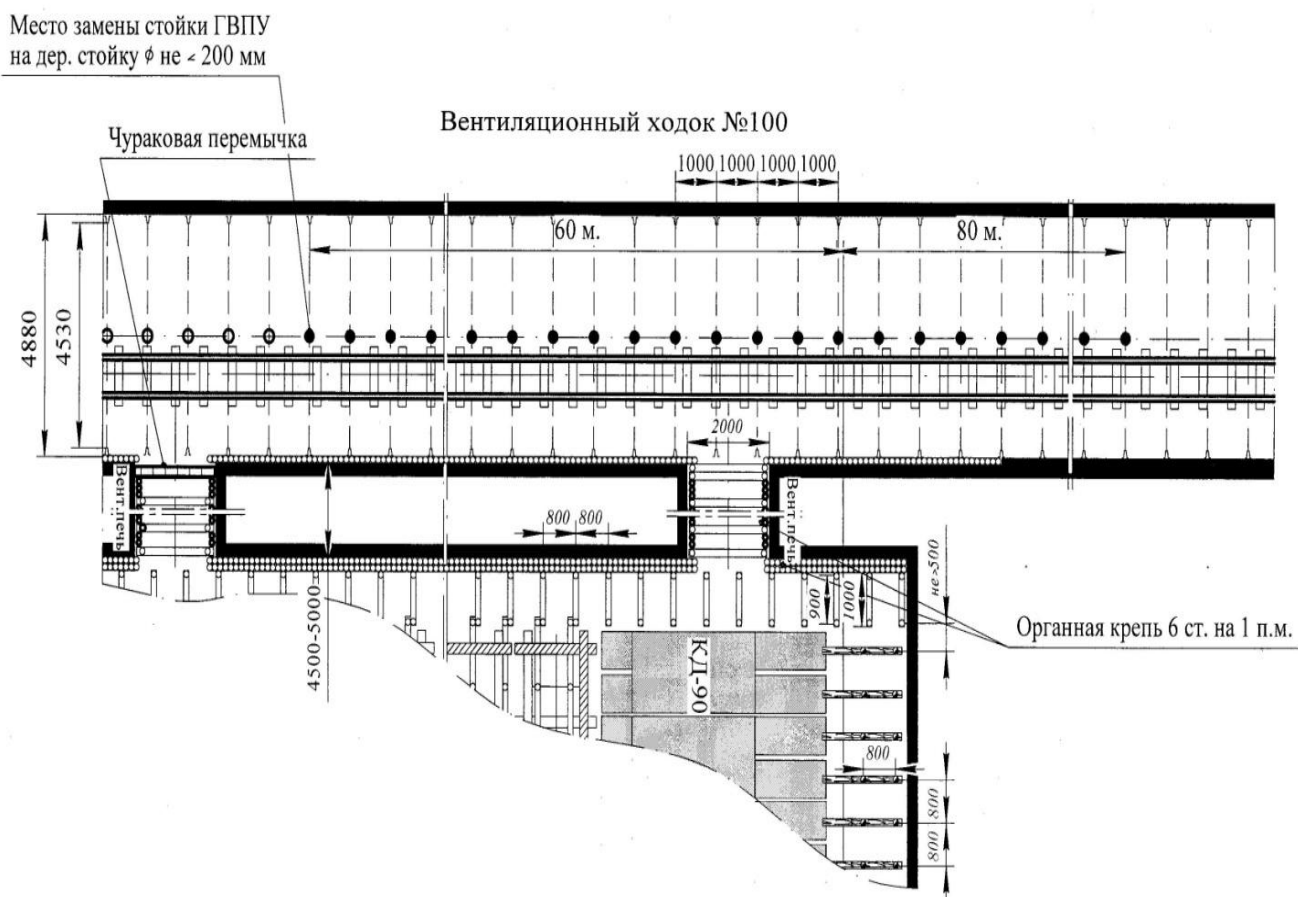 Место замены стойки ГВПУ
на дер. стойку ϕ не < 200 мм
Чураковая перемычка
Вентиляционный ходок №100
1000 1000 1000 1000
60 м.
80 м.
4880
4530
2000
Вент.печь
Вент.печь
800 800
4500-5000
900
1000
не >500
Органная крепь 6 ст. на 1 п.м.
КД-90
800
800
800